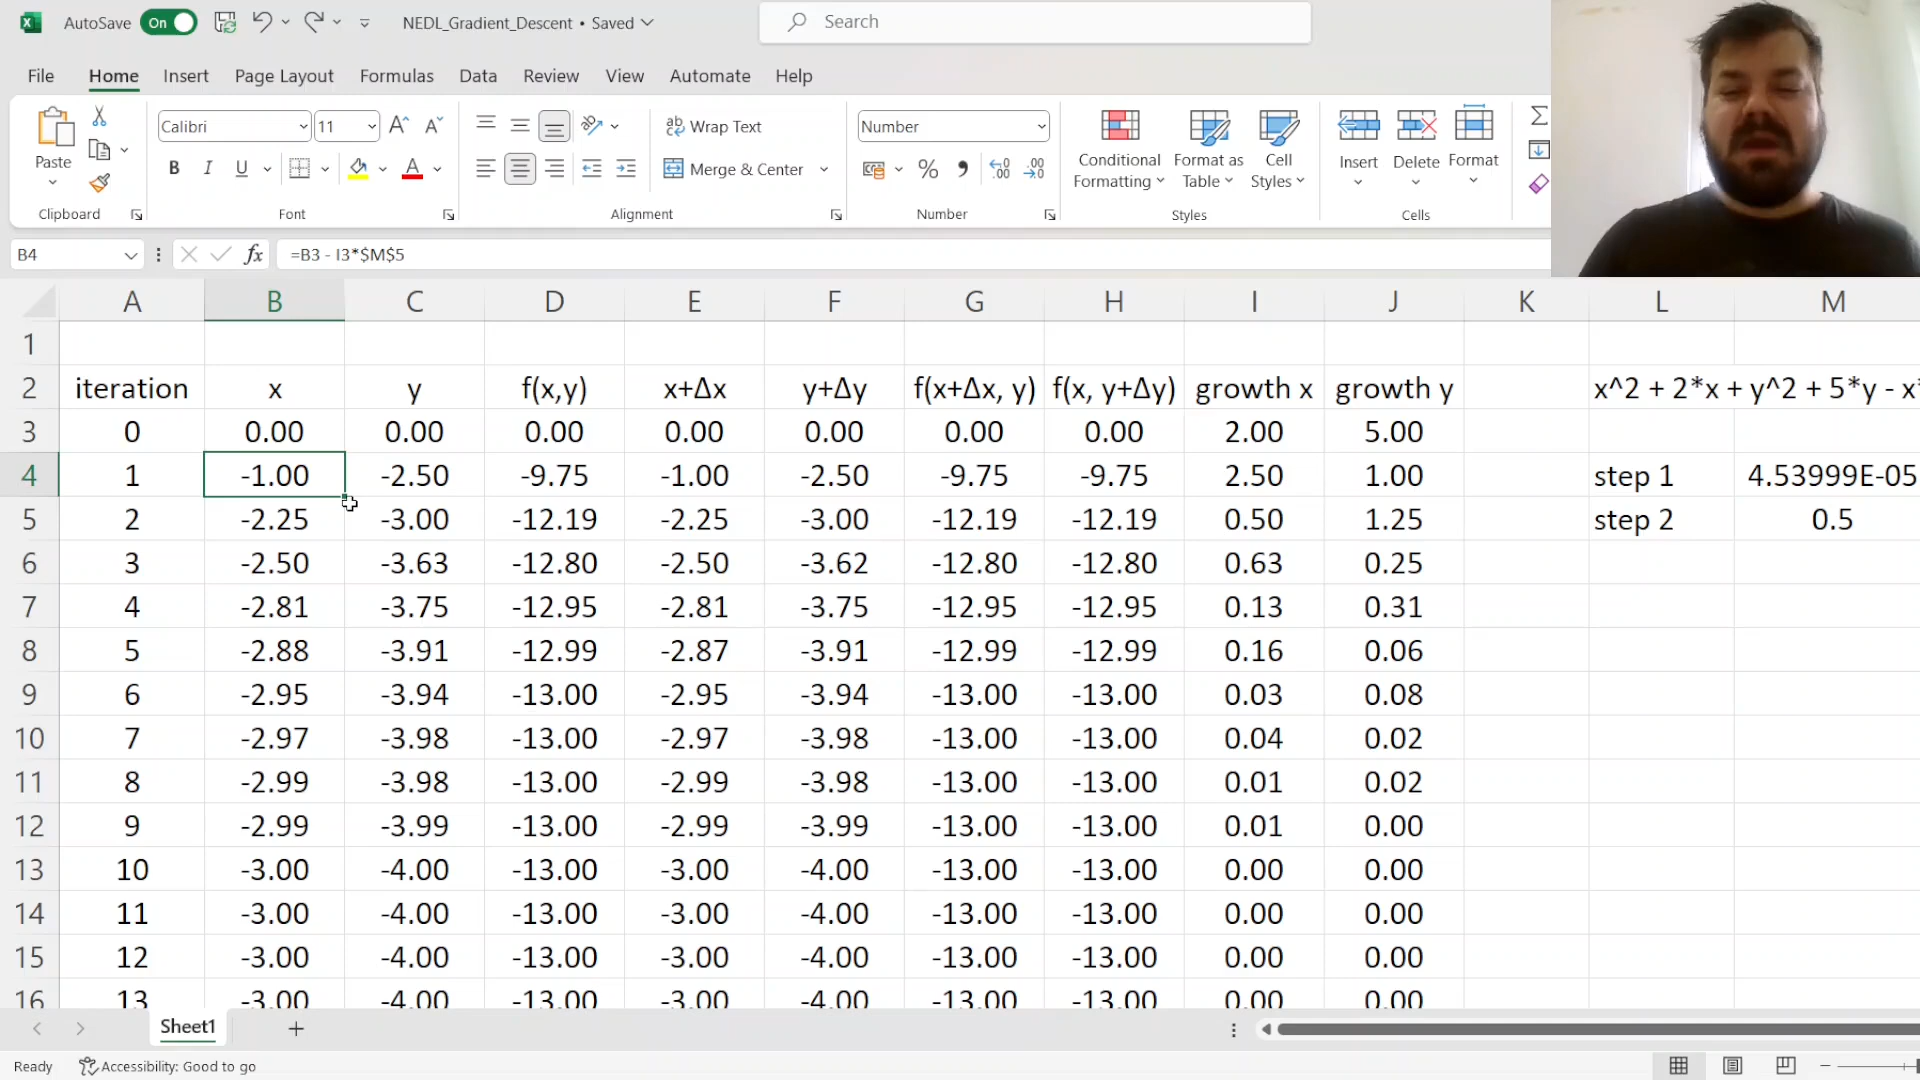 AutoSave On NEDL_Gradient_Descent • Saved Search
File Home Insert Page Layout Formulas Data Review View Automate Help
Paste Calibri 11 B I U Wrap Text Merge & Center Number % Conditional Formatting Format as Table Cell Styles Insert Delete Format
Clipboard Font Alignment Number Styles Cells
B4 fx =B3 - I3*$M$5
A B C D E F G H I J K L M
1
2 iteration x y f(x,y) x+Δx y+Δy f(x+Δx, y) f(x, y+Δy) growth x growth y x^2 + 2*x + y^2 + 5*y - x*
3 0 0.00 0.00 0.00 0.00 0.00 0.00 0.00 2.00 5.00
4 1 -1.00 -2.50 -9.75 -1.00 -2.50 -9.75 -9.75 2.50 1.00 step 1 4.53999E-05
5 2 -2.25 -3.00 -12.19 -2.25 -3.00 -12.19 -12.19 0.50 1.25 step 2 0.5
6 3 -2.50 -3.63 -12.80 -2.50 -3.62 -12.80 -12.80 0.63 0.25
7 4 -2.81 -3.75 -12.95 -2.81 -3.75 -12.95 -12.95 0.13 0.31
8 5 -2.88 -3.91 -12.99 -2.87 -3.91 -12.99 -12.99 0.16 0.06
9 6 -2.95 -3.94 -13.00 -2.95 -3.94 -13.00 -13.00 0.03 0.08
10 7 -2.97 -3.98 -13.00 -2.97 -3.98 -13.00 -13.00 0.04 0.02
11 8 -2.99 -3.98 -13.00 -2.99 -3.98 -13.00 -13.00 0.01 0.02
12 9 -2.99 -3.99 -13.00 -2.99 -3.99 -13.00 -13.00 0.01 0.00
13 10 -3.00 -4.00 -13.00 -3.00 -4.00 -13.00 -13.00 0.00 0.00
14 11 -3.00 -4.00 -13.00 -3.00 -4.00 -13.00 -13.00 0.00 0.00
15 12 -3.00 -4.00 -13.00 -3.00 -4.00 -13.00 -13.00 0.00 0.00
16 13 -3.00 -4.00 -13.00 -3.00 -4.00 -13.00 -13.00 0.00 0.00
Sheet1
Ready Accessibility: Good to go